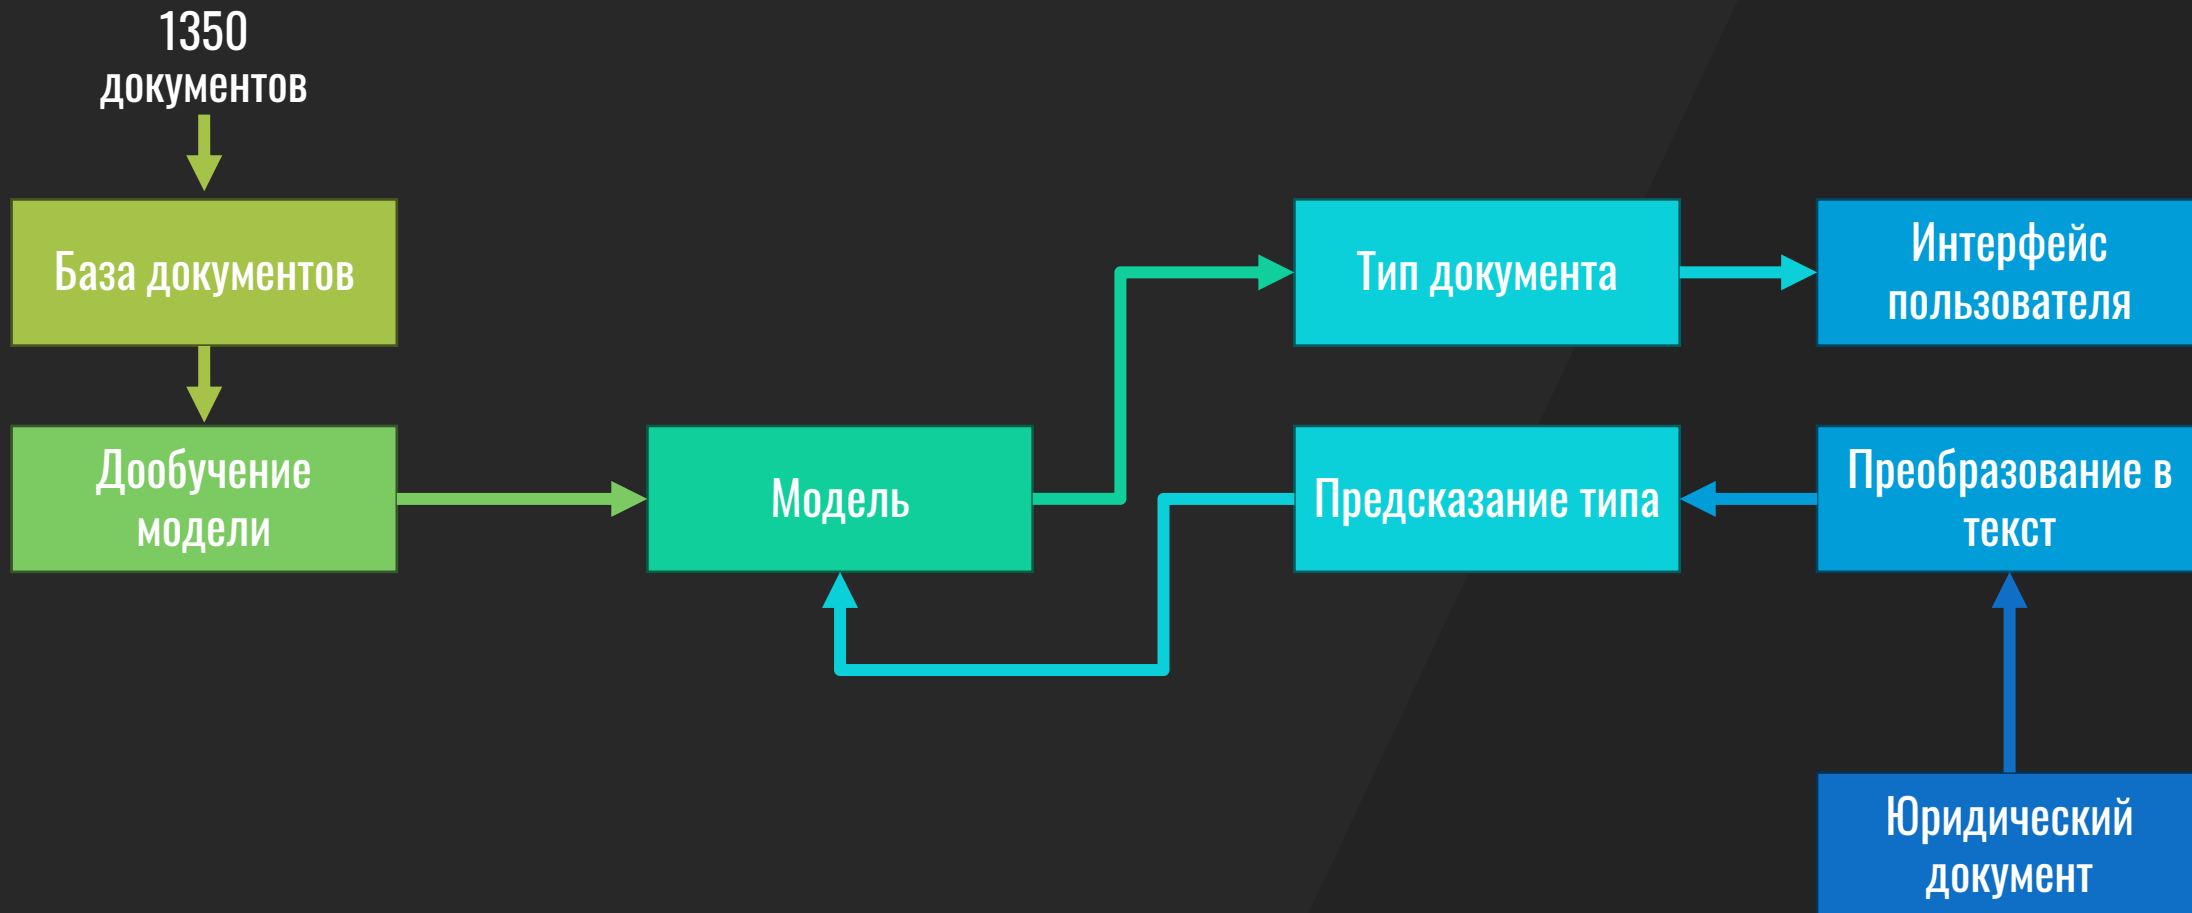 1350
документов
База документов
Тип документа
Интерфейс
пользователя
Дообучение
модели
Модель
Предсказание типа
Преобразование в
текст
Юридический
документ